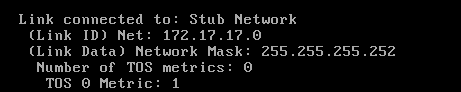 Link connected to: Stub Network
(Link ID) Net: 172.17.17.0
(Link Data) Network Mask: 255.255.255.252
Number of TOS metrics: 0
TOS 0 Metric: 1